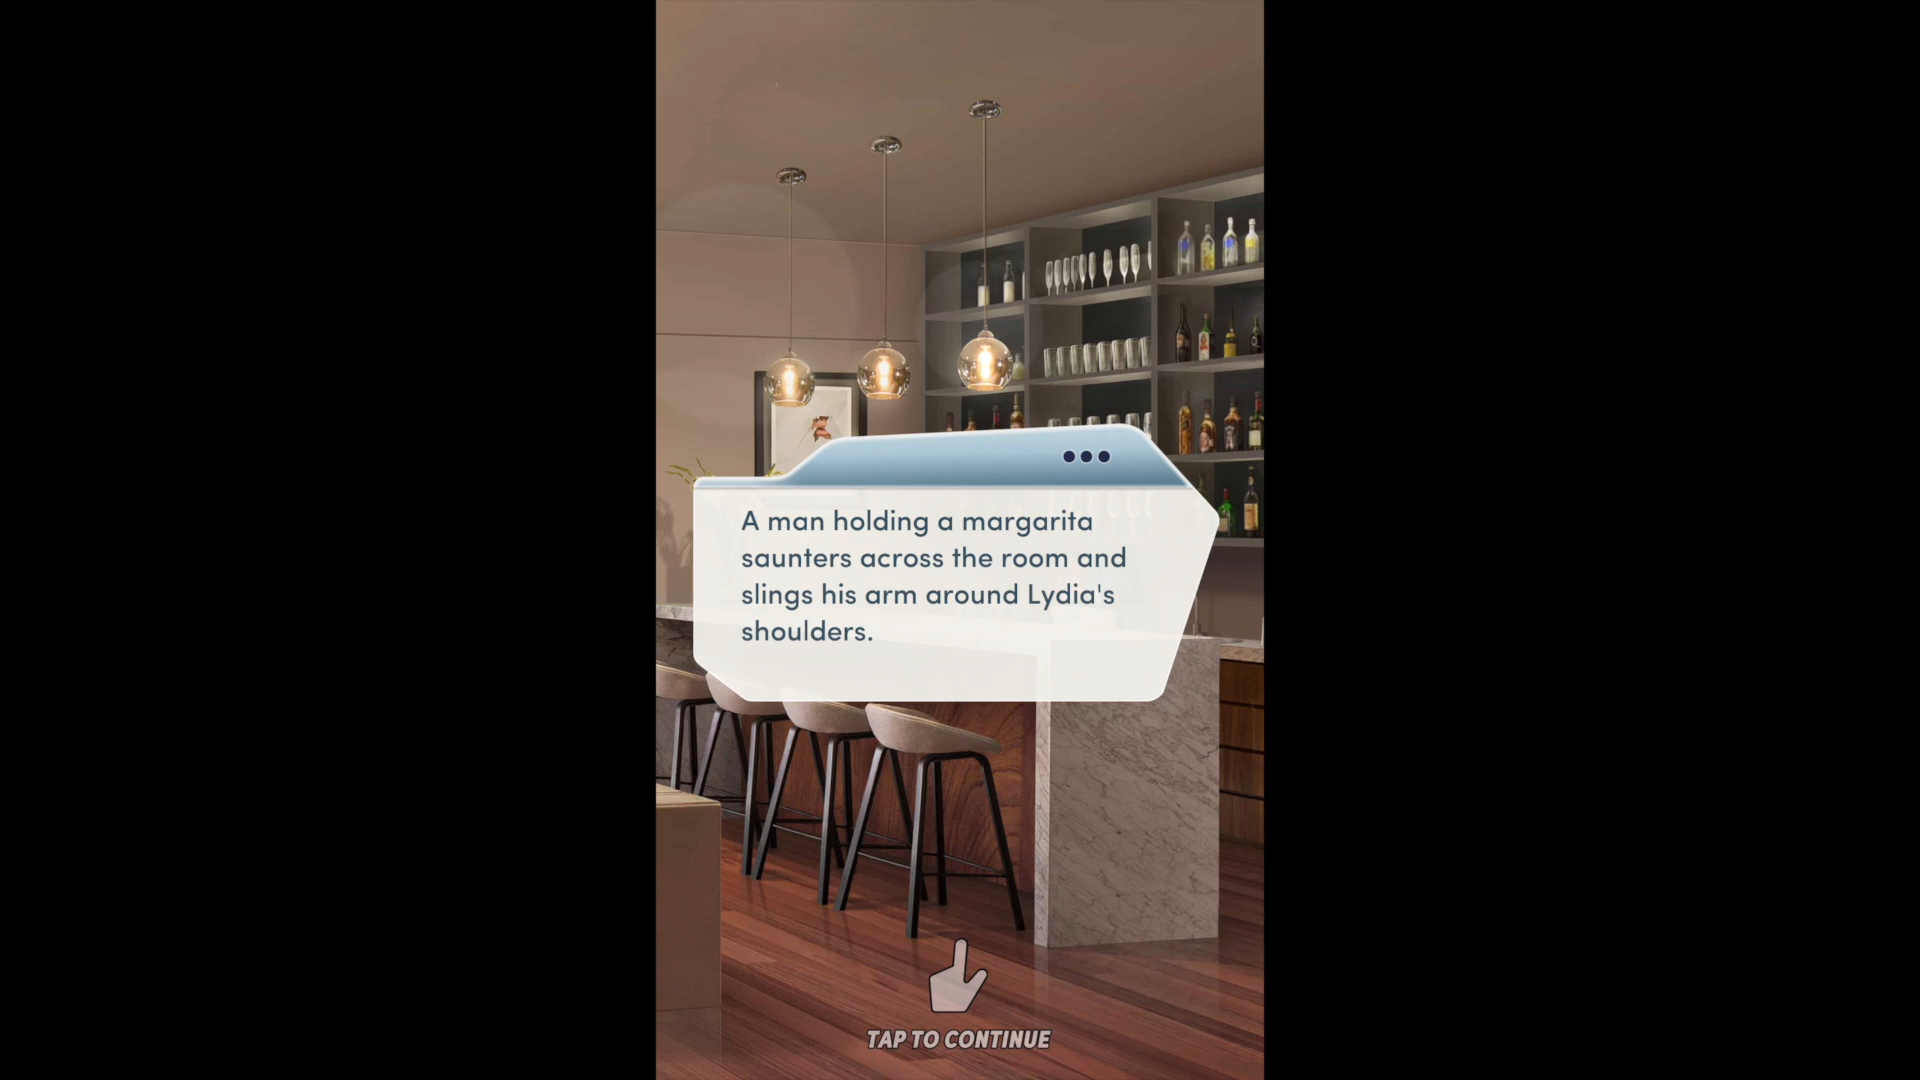 A man holding a margarita
saunters across the room and
slings his arm around Lydia's
shoulders.
TAP TO CONTINUE